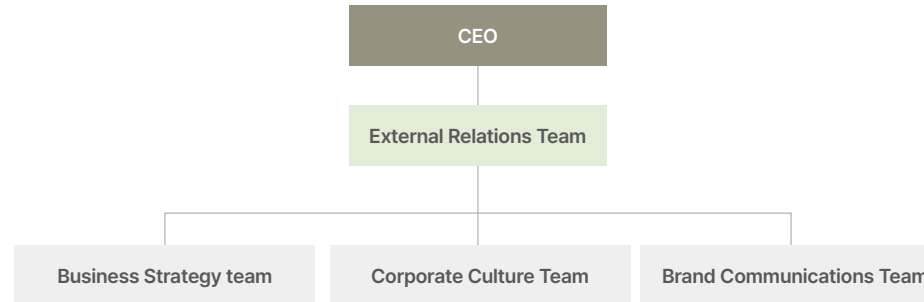 CEO
External Relations Team
Business Strategy team
Corporate Culture Team
Brand Communications Team